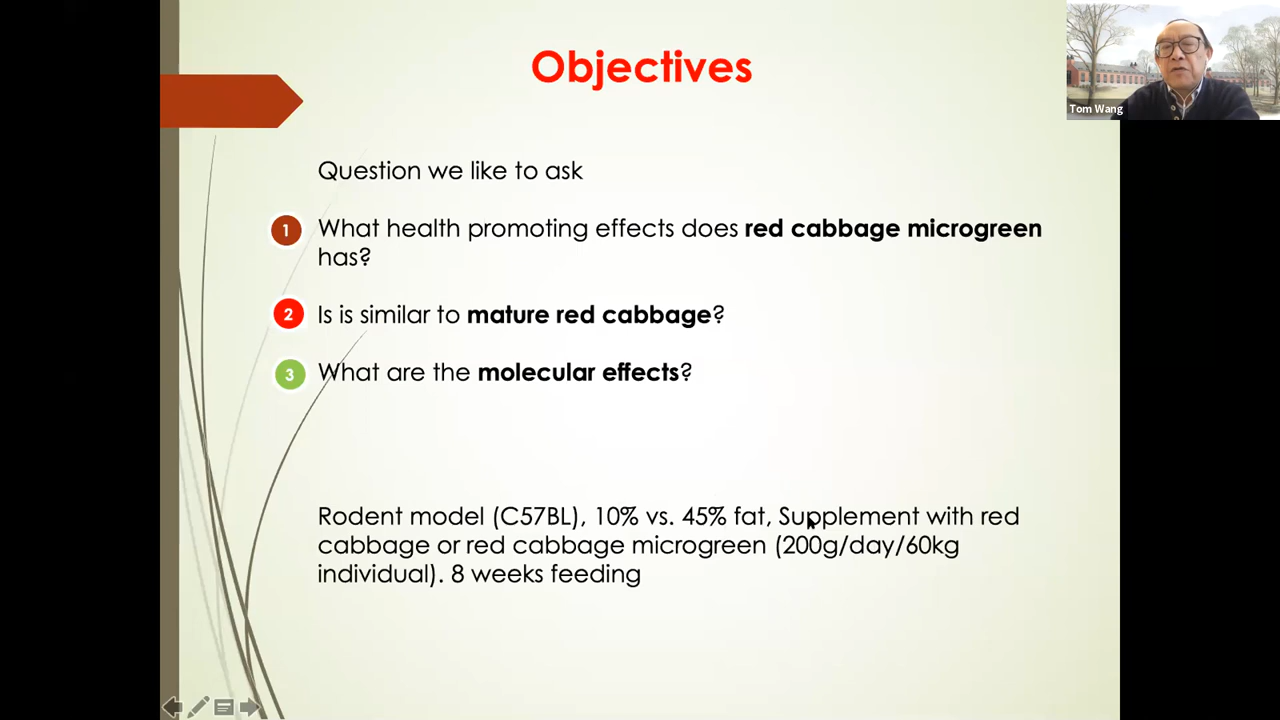 Objectives
Tom Wang
Question we like to ask
1 What health promoting effects does red cabbage microgreen
has?
2 Is is similar to mature red cabbage?
3 What are the molecular effects?
Rodent model (C57BL), 10% vs. 45% fat, Supplement with red
cabbage or red cabbage microgreen (200g/day/60kg
individual). 8 weeks feeding